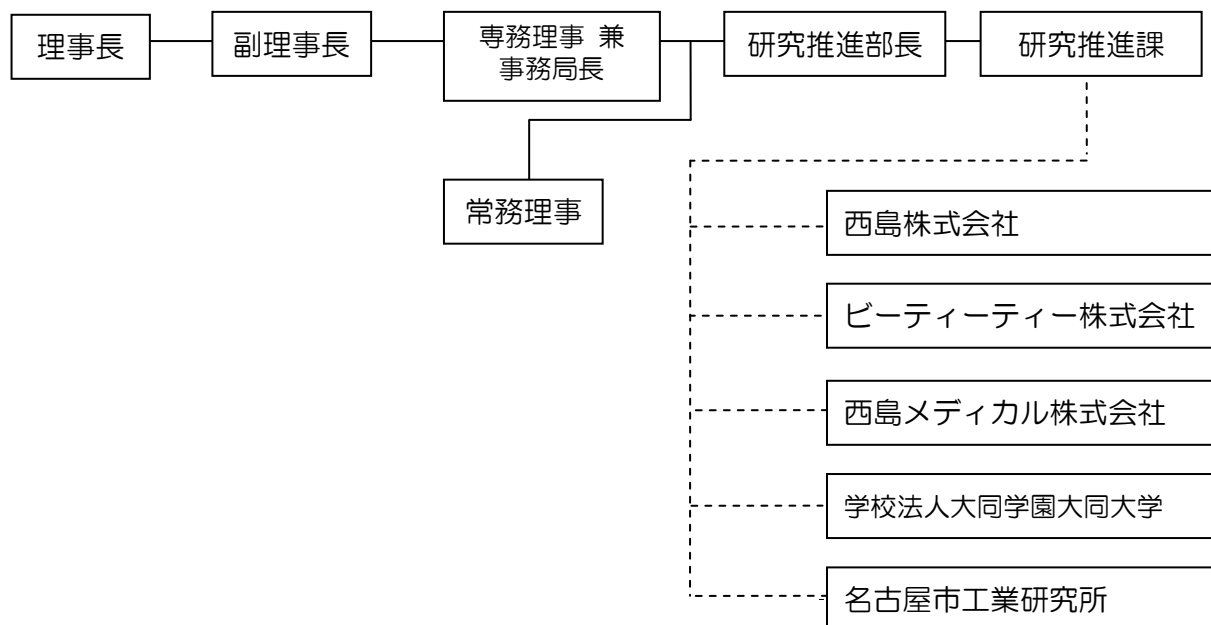 理事長
副理事長
専務理事 兼
事務局長
研究推進部長
研究推進課
常務理事
西島株式会社
ビーティーティー株式会社
西島メディカル株式会社
学校法人大同学園大同大学
名古屋市工業研究所